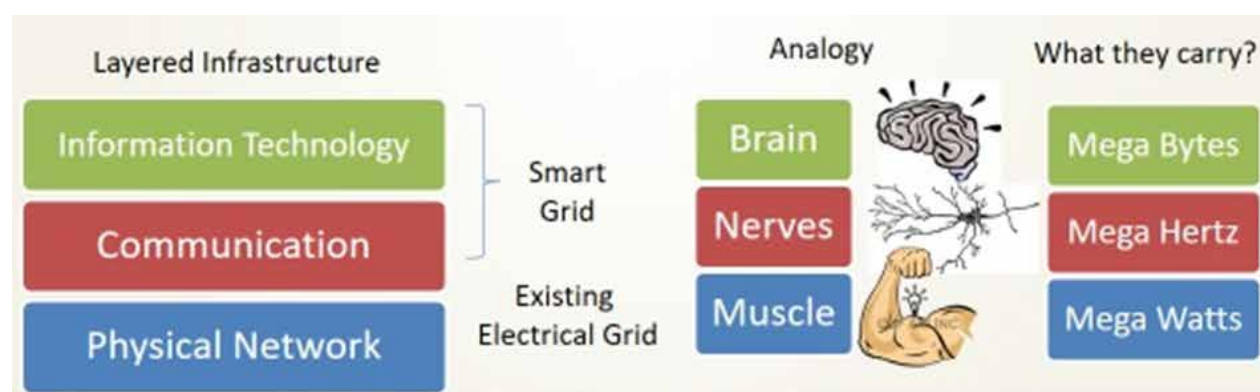 Layered Infrastructure
Information Technology
Communication
Physical Network
Smart
Grid
Existing
Electrical Grid
Analogy
Brain
Nerves
Muscle
What they carry?
Mega Bytes
Mega Hertz
Mega Watts